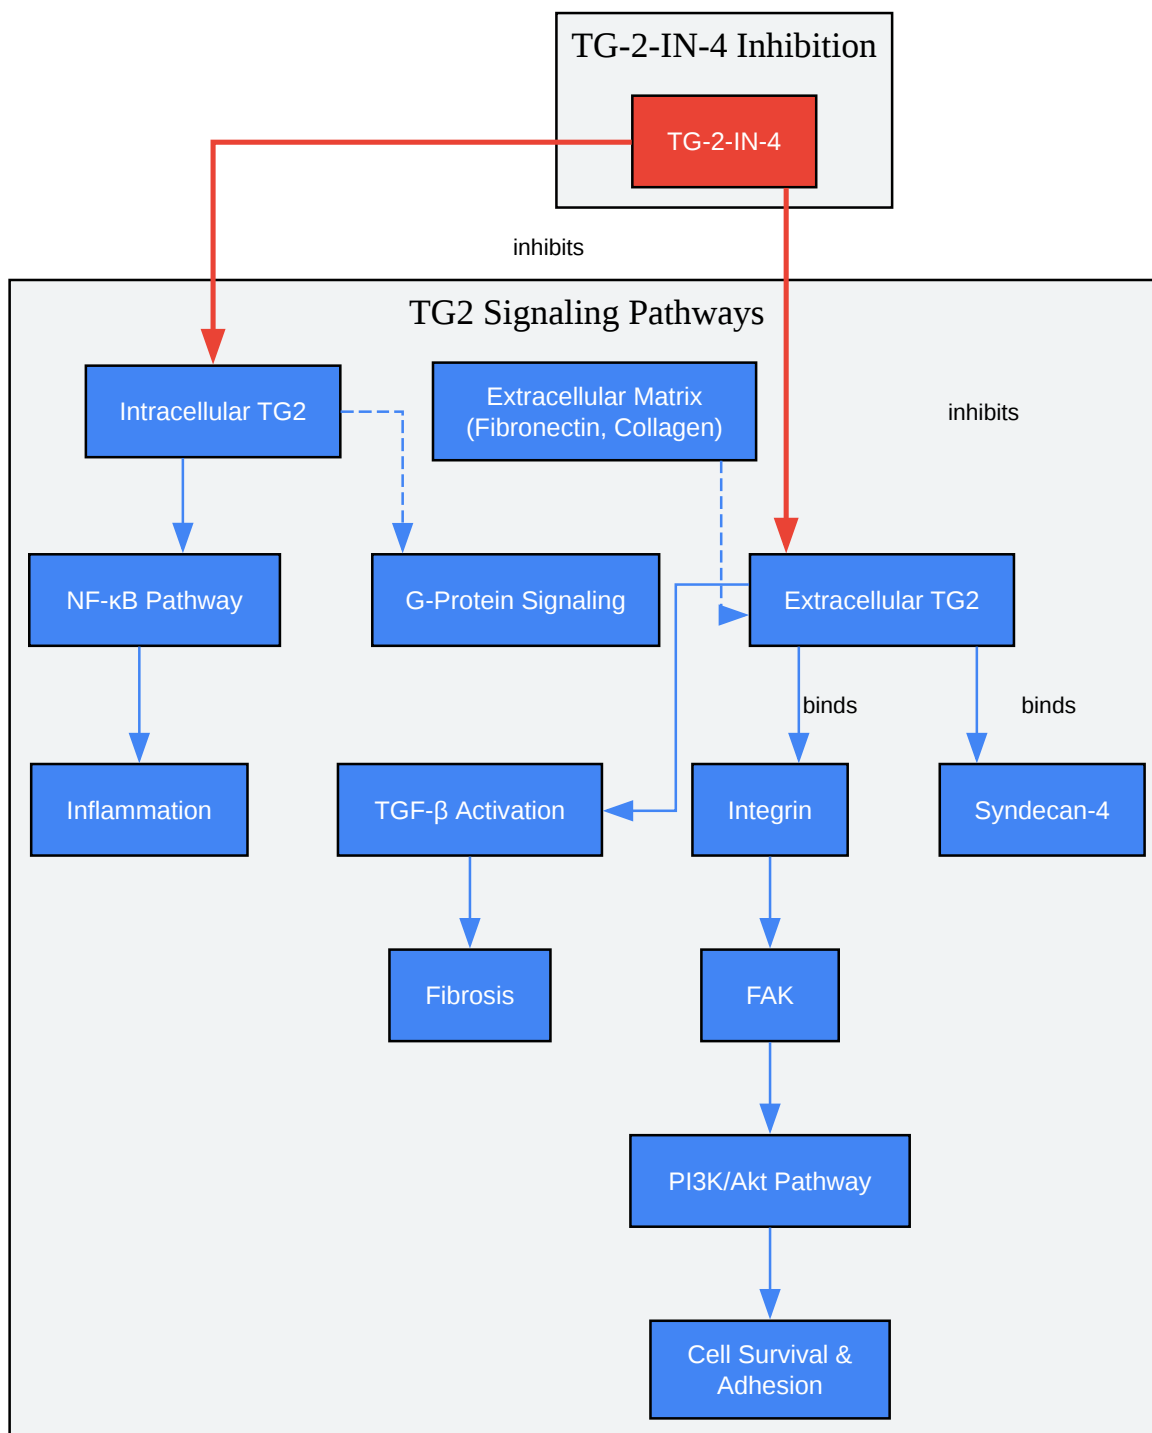 TG-2-IN-4 Inhibition
TG-2-IN-4
inhibits
TG2 Signaling Pathways
Intracellular TG2
Extracellular Matrix
(Fibronectin, Collagen)
inhibits
NF-κB Pathway
G-Protein Signaling
Extracellular TG2
binds
binds
Inflammation
TGF-β Activation
Integrin
Syndecan-4
Fibrosis
FAK
PI3K/Akt Pathway
Cell Survival &
Adhesion